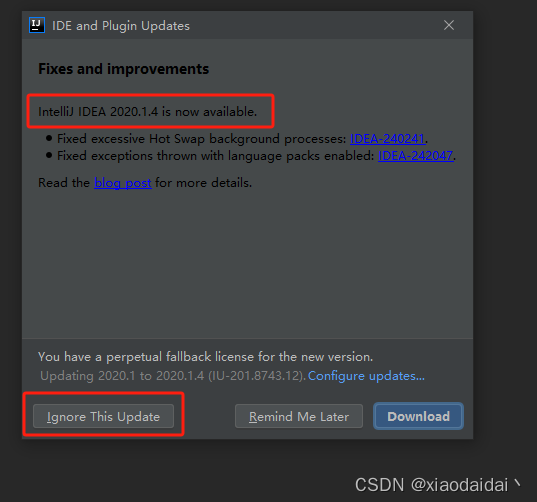 IJ
IDE and Plugin Updates
Fixes and improvements
IntelliJ IDEA 2020.1.4 is now available.
• Fixed excessive Hot Swap background processes: IDEA-240241.
• Fixed exceptions thrown with language packs enabled: IDEA-242047.
Read the blog post for more details.
You have a perpetual fallback license for the new version.
Updating 2020.1 to 2020.1.4 (IU-201.8743.12). Configure updates...
Ignore This Update Remind Me Later Download
CSDN @xiaodaidai丶